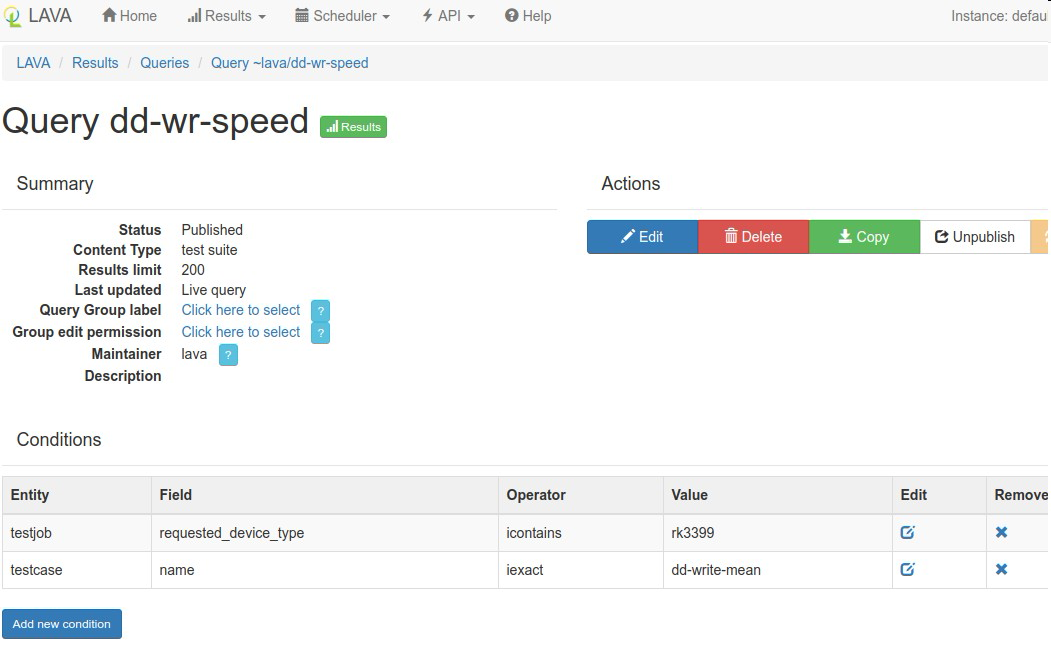 LAVA Home Results Scheduler API Help Instance: defau
LAVA / Results / Queries / Query ~lava/dd-wr-speed
Query dd-wr-speed Results
Summary
Status Published
Content Type test suite
Results limit 200
Last updated Live query
Query Group label Click here to select ?
Group edit permission Click here to select ?
Maintainer lava ?
Description
Actions
Edit Delete Copy Unpublish
Conditions
Entity Field Operator Value Edit Remove
testjob requested_device_type icontains rk3399
testcase name iexact dd-write-mean
Add new condition